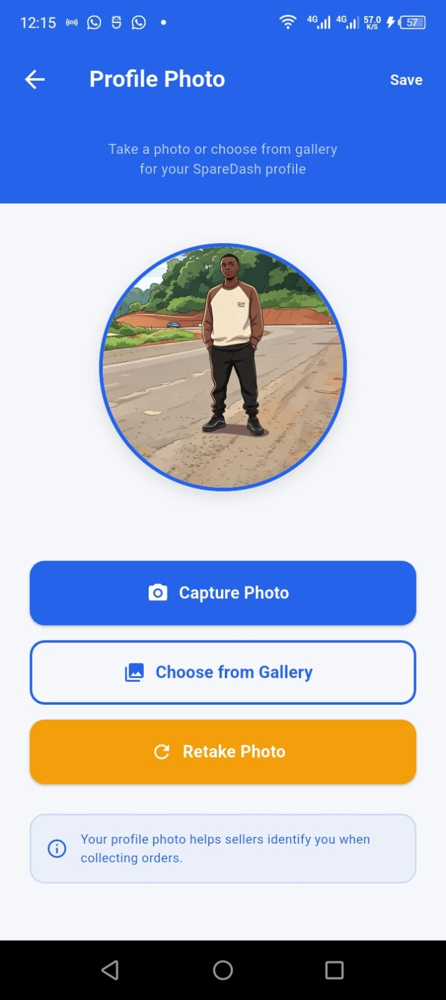 12:15 4G 4G 57.0 K/S 57
Profile Photo
Save
Take a photo or choose from gallery
for your SpareDash profile
Capture Photo
Choose from Gallery
Retake Photo
Your profile photo helps sellers identify you when
collecting orders.